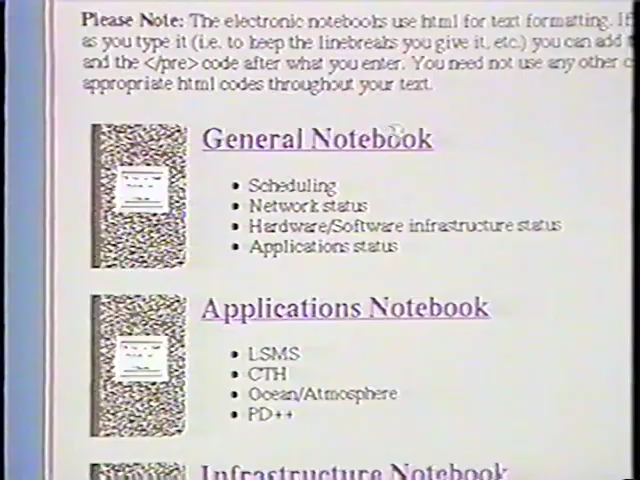 Please Note: The electronic notebooks use html for text formatting. If
as you type it (i.e. to keep the linebreaks you give it, etc.) you can add
and the </pre> code after what you enter. You need not use any other
appropriate html codes throughout your text.
General Notebook
• Scheduling
• Network status
• Hardware/Software infrastructure status
• Applications status
Applications Notebook
• LSMS
• CTH
• Ocean/Atmosphere
• PD++
Infrastructure Notebook